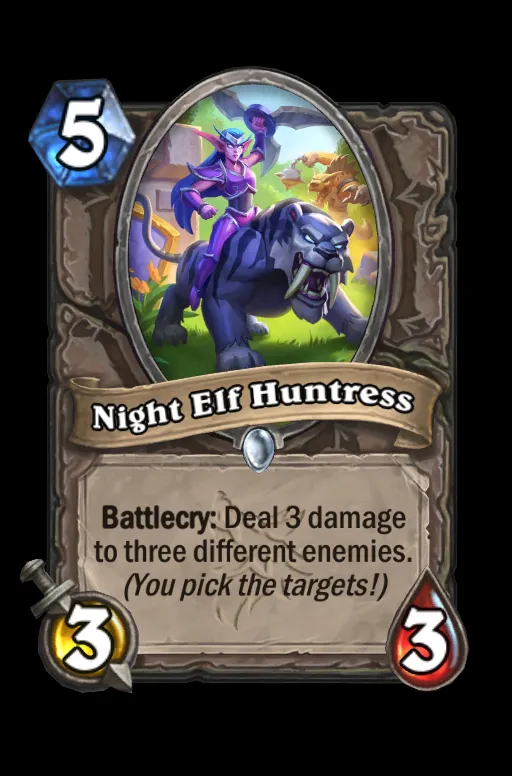 5
Night Elf Huntress
Battlecry: Deal 3 damage
to three different enemies.
(You pick the targets!)
3
3